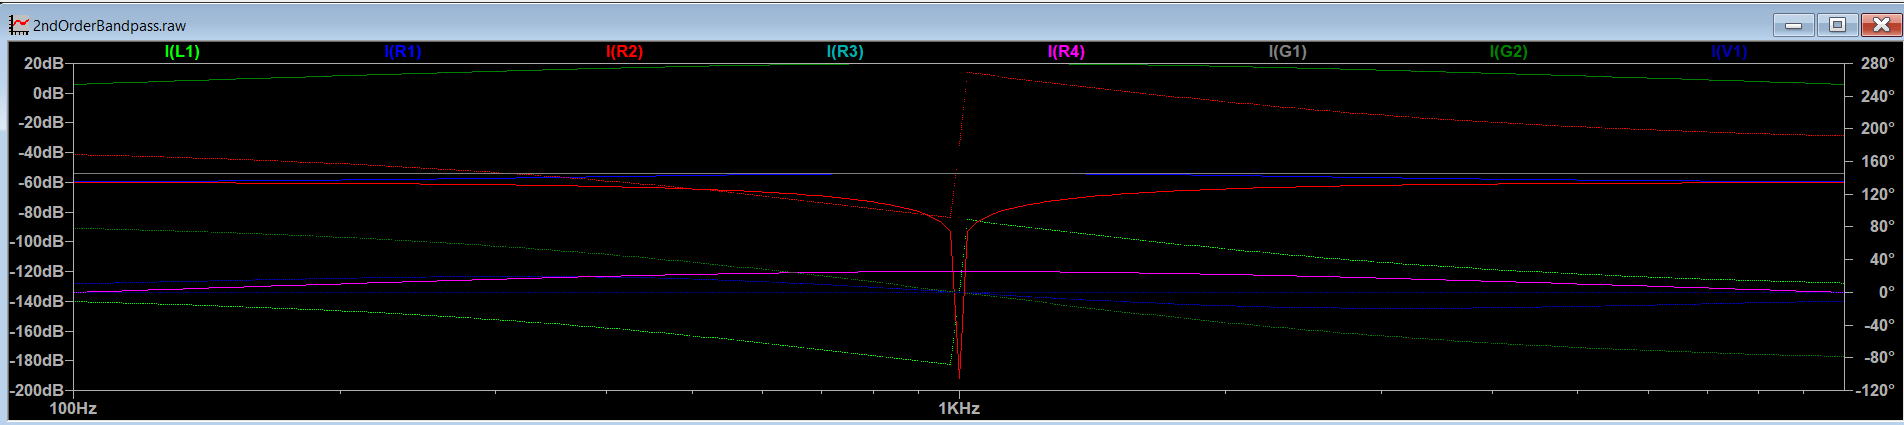 2ndOrderBandpass.raw
I(L1) I(R1) I(R2) I(R3) I(R4) I(G1) I(G2) I(V1)
20dB 280°
0dB 240°
-20dB 200°
-40dB 160°
-60dB 120°
-80dB 80°
-100dB 40°
-120dB 0°
-140dB -40°
-160dB -80°
-180dB -120°
-200dB
100Hz 1KHz